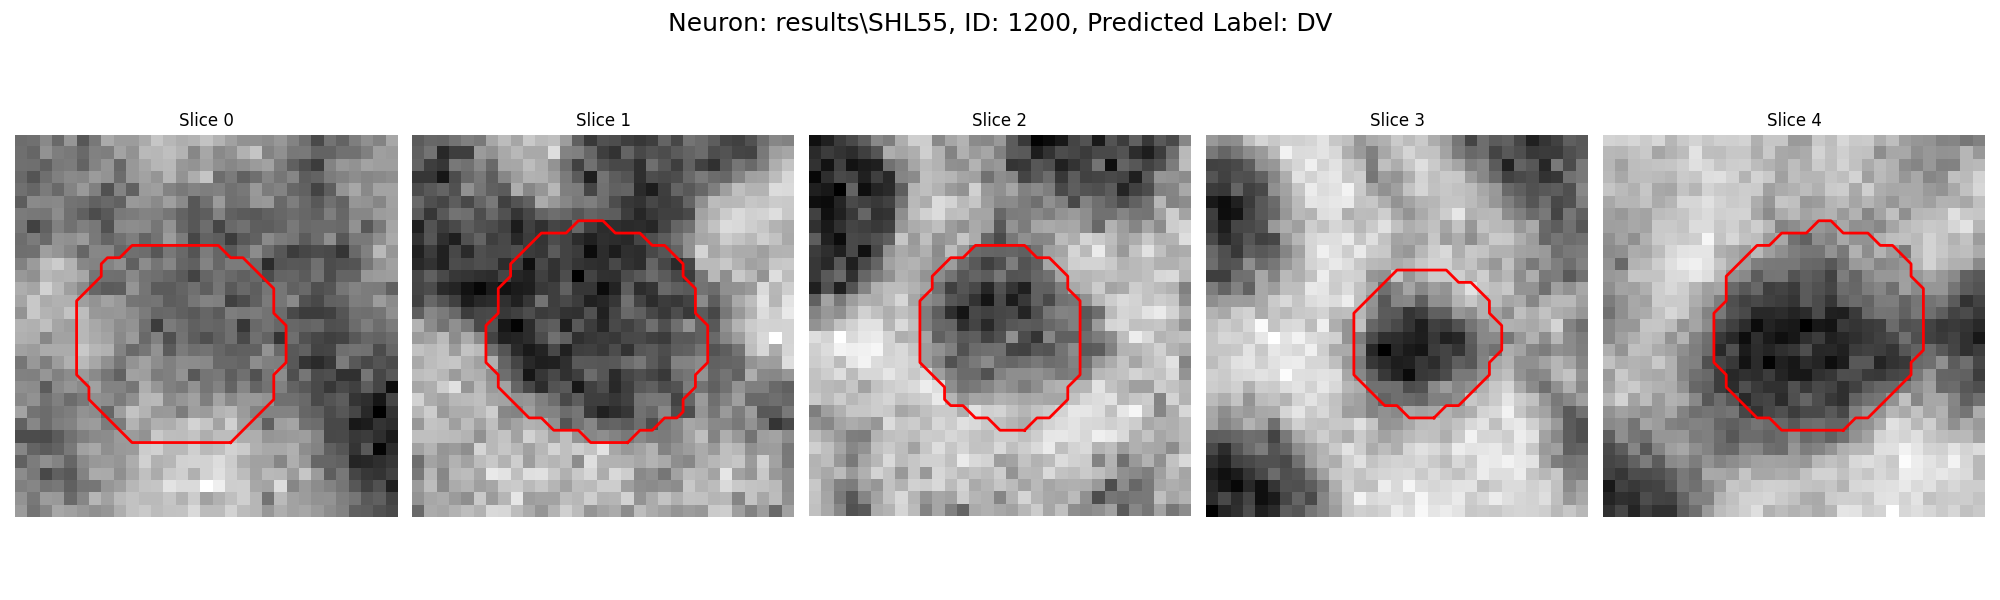 Neuron: results\SHL55, ID: 1200, Predicted Label: DV
Slice 0
Slice 1
Slice 2
Slice 3
Slice 4